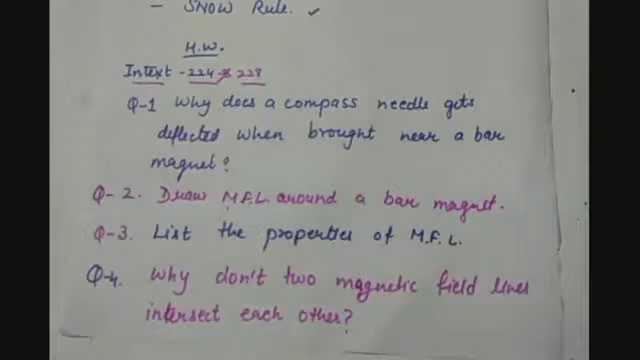 - SNOW Rule. ✓
H.W.
Intext - 224 & 228
Q-1 Why does a compass needle gets
deflected when brought near a bar
magnet?
Q-2. Draw M.F.L. around a bar magnet.
Q-3. List the properties of M.F.L.
Q-4. Why don't two magnetic field lines
intersect each other?